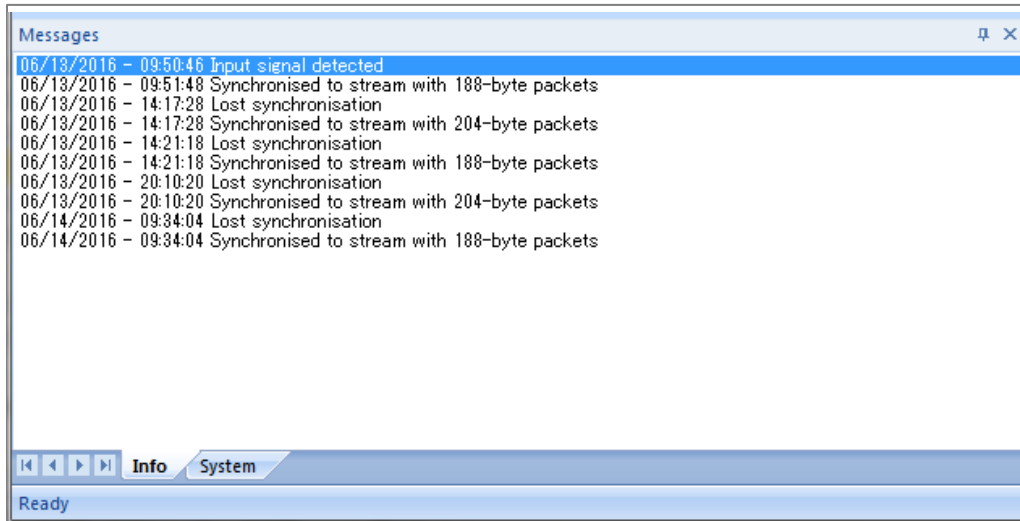 Messages
06/13/2016 - 09:50:46 Input signal detected
06/13/2016 - 09:51:48 Synchronised to stream with 188-byte packets
06/13/2016 - 14:17:28 Lost synchronisation
06/13/2016 - 14:17:28 Synchronised to stream with 204-byte packets
06/13/2016 - 14:21:18 Lost synchronisation
06/13/2016 - 14:21:18 Synchronised to stream with 188-byte packets
06/13/2016 - 20:10:20 Lost synchronisation
06/13/2016 - 20:10:20 Synchronised to stream with 204-byte packets
06/14/2016 - 09:34:04 Lost synchronisation
06/14/2016 - 09:34:04 Synchronised to stream with 188-byte packets
Info System
Ready